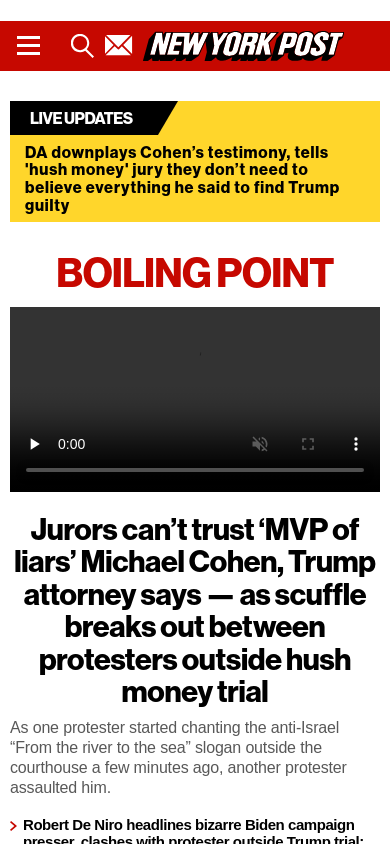 NEW YORK POST
LIVE UPDATES
DA downplays Cohen’s testimony, tells
'hush money' jury they don’t need to
believe everything he said to find Trump
guilty
BOILING POINT
0:00
Jurors can’t trust ‘MVP of
liars’ Michael Cohen, Trump
attorney says — as scuffle
breaks out between
protesters outside hush
money trial
As one protester started chanting the anti-Israel
“From the river to the sea” slogan outside the
courthouse a few minutes ago, another protester
assaulted him.
Robert De Niro headlines bizarre Biden campaign
presser, clashes with protester outside Trump trial: